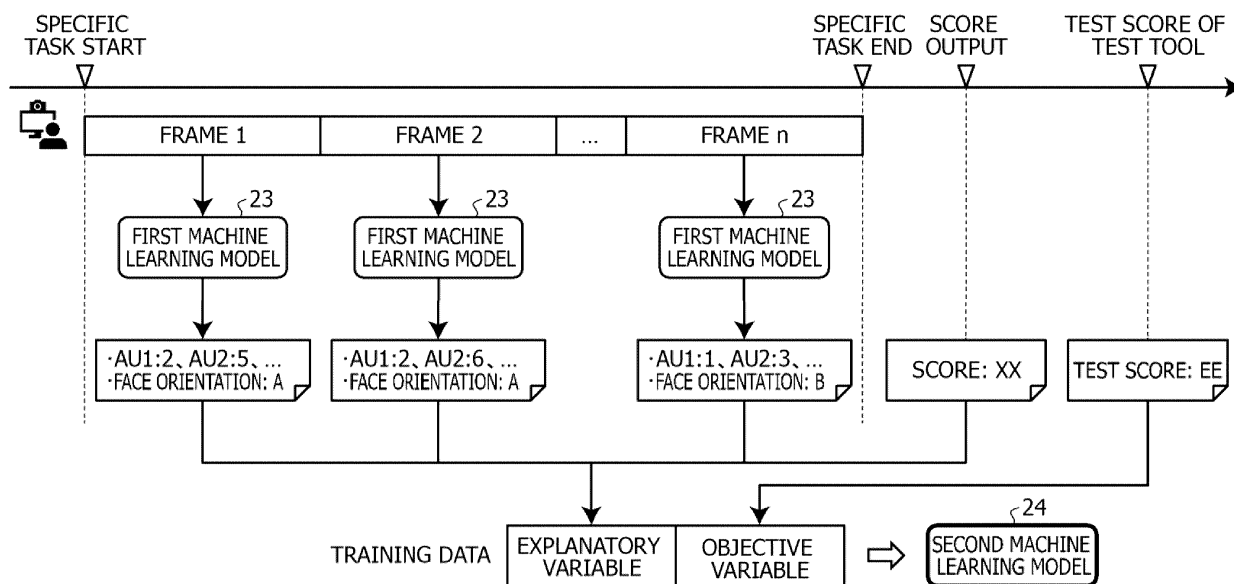 SPECIFIC
TASK START
SPECIFIC
TASK END
SCORE
OUTPUT
TEST SCORE OF
TEST TOOL
FRAME 1
FRAME 2
...
FRAME n
23
23
23
FIRST MACHINE
LEARNING MODEL
FIRST MACHINE
LEARNING MODEL
FIRST MACHINE
LEARNING MODEL
·AU1:2、AU2:5、...
·FACE ORIENTATION: A
·AU1:2、AU2:6、...
·FACE ORIENTATION: A
·AU1:1、AU2:3、...
·FACE ORIENTATION: B
SCORE: XX
TEST SCORE: EE
24
TRAINING DATA
EXPLANATORY
VARIABLE
OBJECTIVE
VARIABLE
SECOND MACHINE
LEARNING MODEL